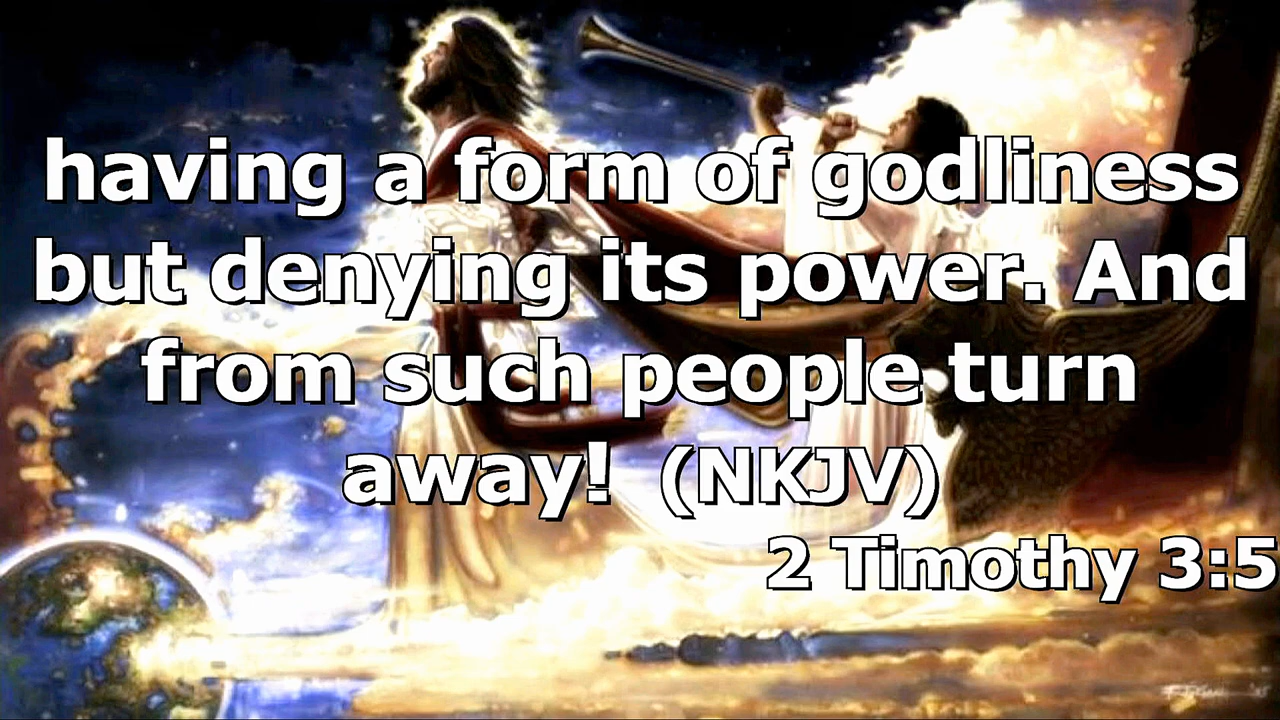 having a form of godliness
but denying its power. And
from such people turn
away! (NKJV)
2 Timothy 3:5